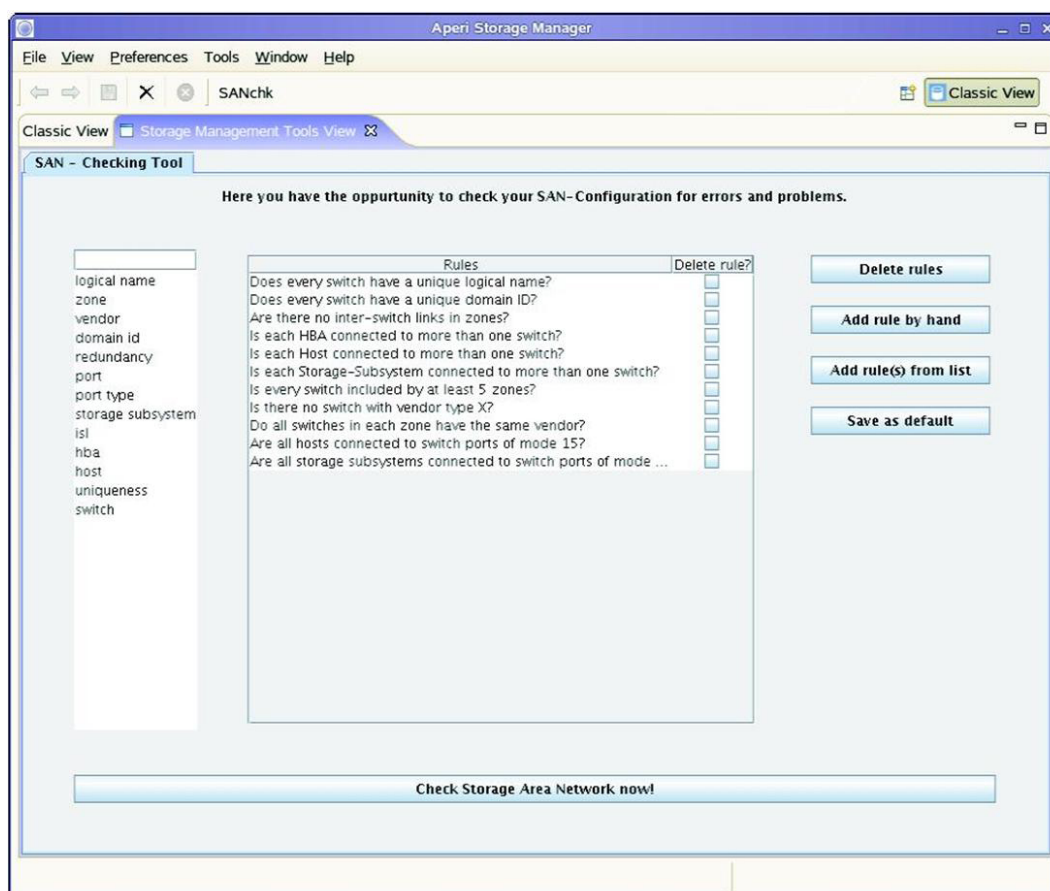 Aperi Storage Manager
File View Preferences Tools Window Help
SANchk
Classic View
Classic View Storage Management Tools View
SAN - Checking Tool
Here you have the oppurtunity to check your SAN-Configuration for errors and problems.
logical name
zone
vendor
domain id
redundancy
port
port type
storage subsystem
isl
hba
host
uniqueness
switch
Rules Delete rule?
Does every switch have a unique logical name?
Does every switch have a unique domain ID?
Are there no inter-switch links in zones?
Is each HBA connected to more than one switch?
Is each Host connected to more than one switch?
Is each Storage-Subsystem connected to more than one switch?
Is every switch included by at least 5 zones?
Is there no switch with vendor type X?
Do all switches in each zone have the same vendor?
Are all hosts connected to switch ports of mode 15?
Are all storage subsystems connected to switch ports of mode ...
Delete rules
Add rule by hand
Add rule(s) from list
Save as default
Check Storage Area Network now!